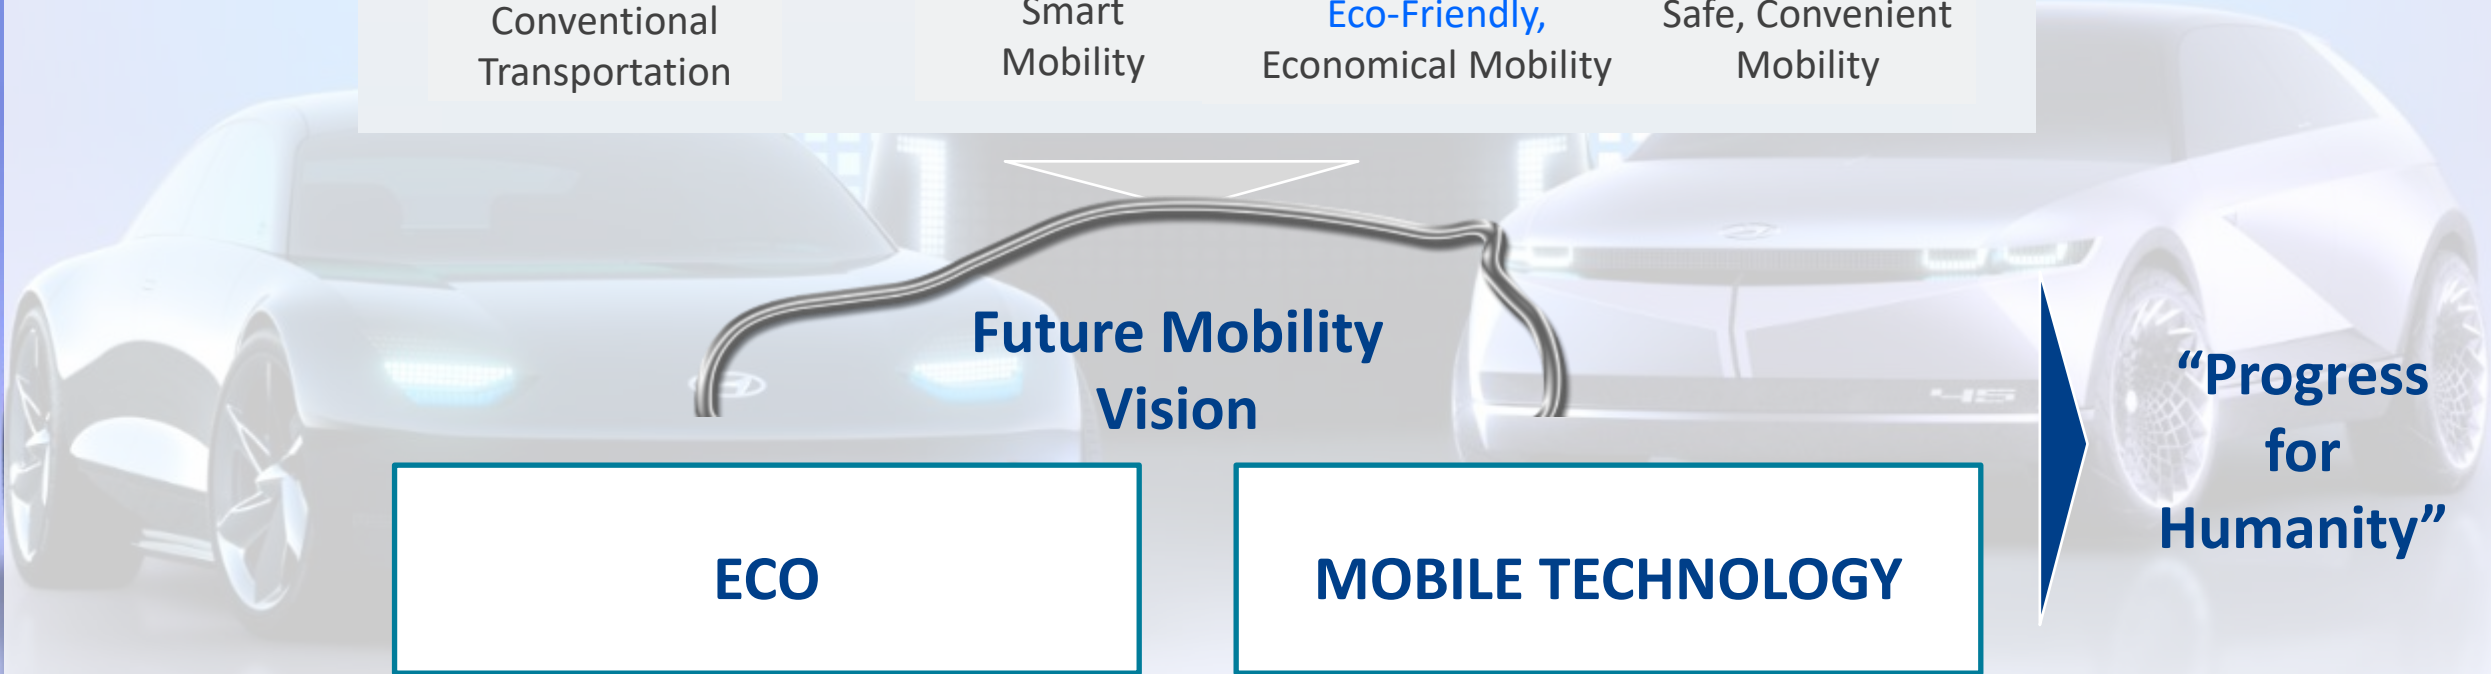 Conventional
Transportation
Smart
Mobility
Eco-Friendly,
Economical Mobility
Safe, Convenient
Mobility
Future Mobility
Vision
45
“Progress
for
Humanity”
ECO
MOBILE TECHNOLOGY